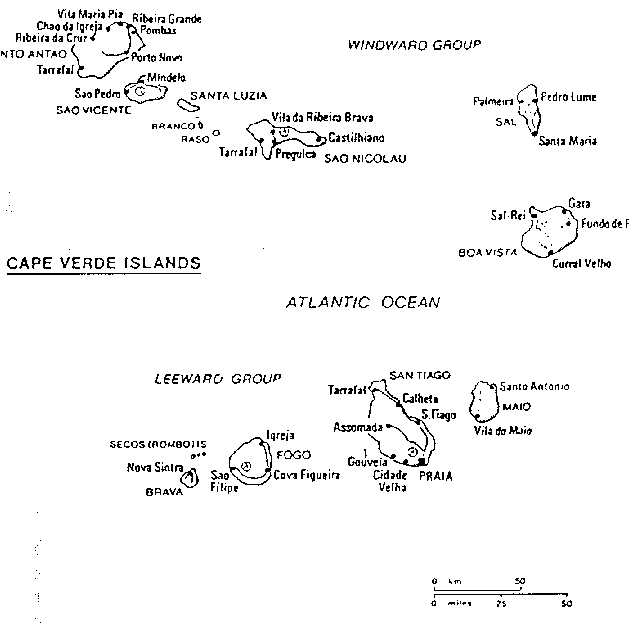 Vila Maria Pia
Ribeira Grande
Chao da Igreja
Pombas
Ribeira da Cruz
NTO ANTAO
Porto Novo
Tarrafal
Mindelo
Sao Pedro
SAO VICENTE
SANTA LUZIA
BRANCO
RASO
Vila da Ribeira Brava
Castilhiano
Tarrafal
Preguica
SAO NICOLAU
WINDWARD GROUP
Palmeira
Pedro Lume
SAL
Santa Maria
Sal-Rei
Gata
Fundo de F
BOA VISTA
Curral Velho
CAPE VERDE ISLANDS
ATLANTIC OCEAN
LEEWARD GROUP
SAN TIAGO
Tarrafal
Calheta
S.Tiago
Assomada
Gouveia
Cidade
Velha
PRAIA
Santo Antonio
MAIO
Vila do Maio
Igreja
SECOS (ROMBO) IS
FOGO
Nova Sintra
Sao
Filipe
Cova Figueira
BRAVA
0 km 50
0 miles 25 50